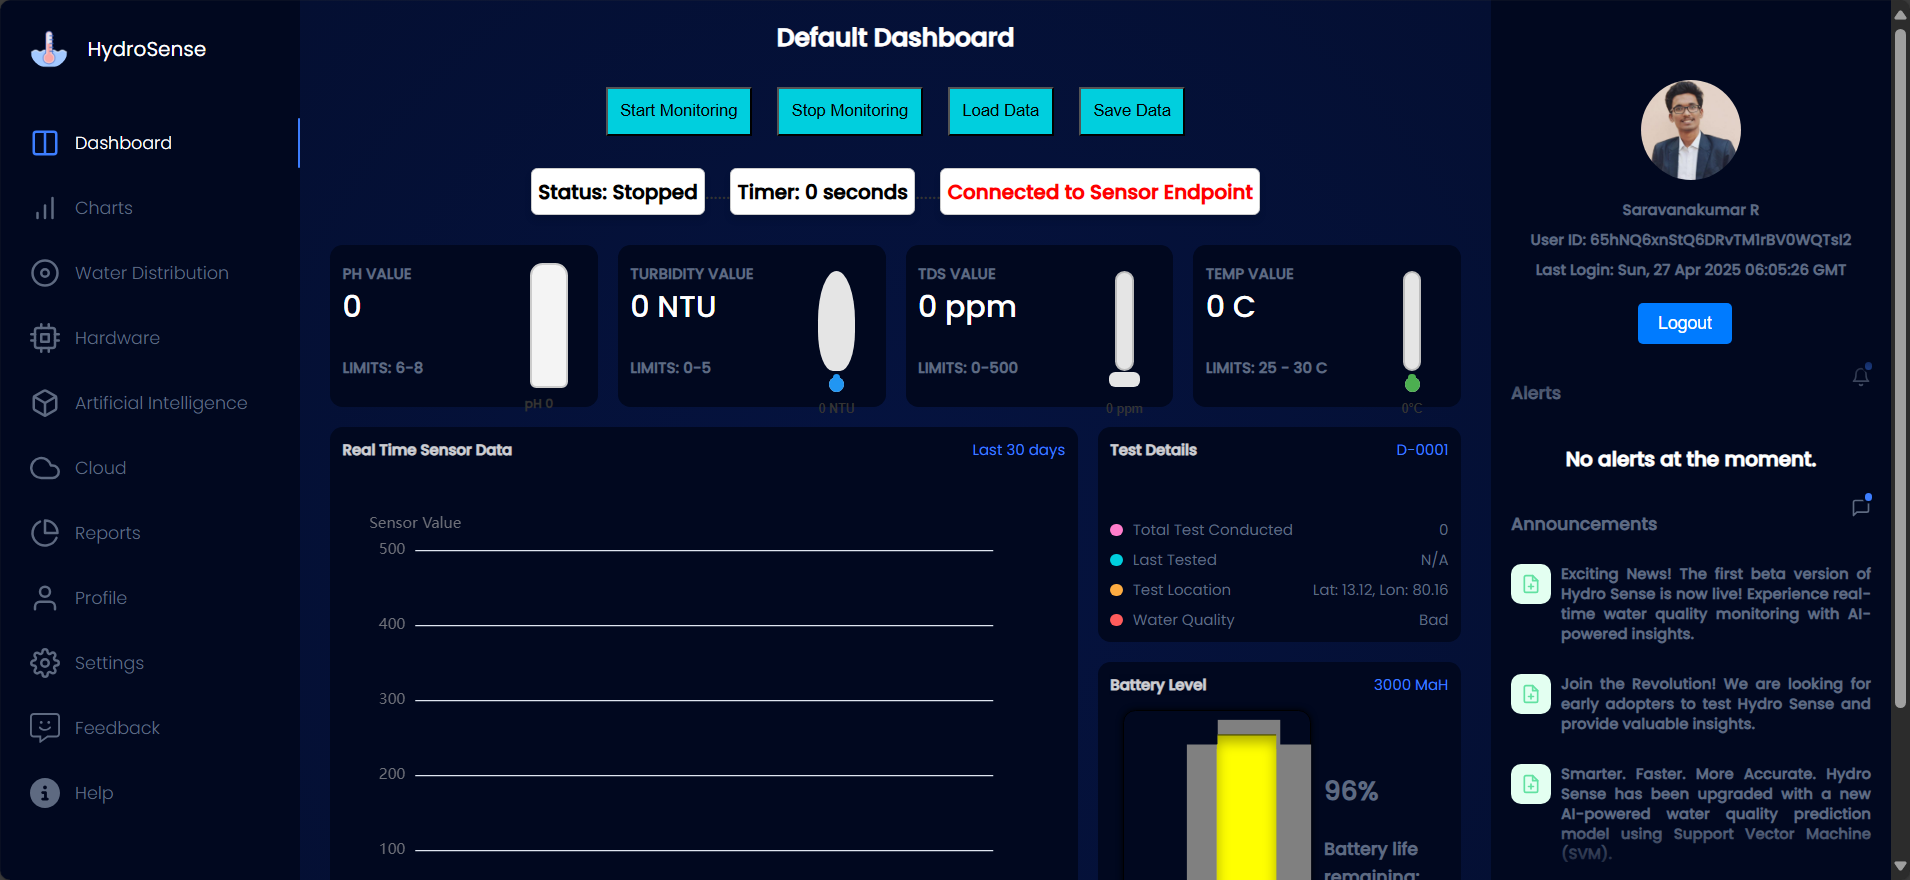 HydroSense
Dashboard
Charts
Water Distribution
Hardware
Artificial Intelligence
Cloud
Reports
Profile
Settings
Feedback
Help
Default Dashboard
Start Monitoring
Stop Monitoring
Load Data
Save Data
Status: Stopped
Timer: 0 seconds
Connected to Sensor Endpoint
PH VALUE
0
LIMITS: 6-8
pH 0
TURBIDITY VALUE
0 NTU
LIMITS: 0-5
0 NTU
TDS VALUE
0 ppm
LIMITS: 0-500
0 ppm
TEMP VALUE
0 C
LIMITS: 25 - 30 C
0°C
Real Time Sensor Data
Last 30 days
Sensor Value
500
400
300
200
100
Test Details
D-0001
Total Test Conducted
0
Last Tested
N/A
Test Location
Lat: 13.12, Lon: 80.16
Water Quality
Bad
Battery Level
3000 MaH
96%
Battery life
remaining:
Saravanakumar R
User ID: 65hNQ6xnStQ6DRvTM1rBV0WQTsI2
Last Login: Sun, 27 Apr 2025 06:05:26 GMT
Logout
Alerts
No alerts at the moment.
Announcements
Exciting News! The first beta version of
Hydro Sense is now live! Experience real-
time water quality monitoring with AI-
powered insights.
Join the Revolution! We are looking for
early adopters to test Hydro Sense and
provide valuable insights.
Smarter. Faster. More Accurate. Hydro
Sense has been upgraded with a new
AI-powered water quality prediction
model using Support Vector Machine
(SVM).